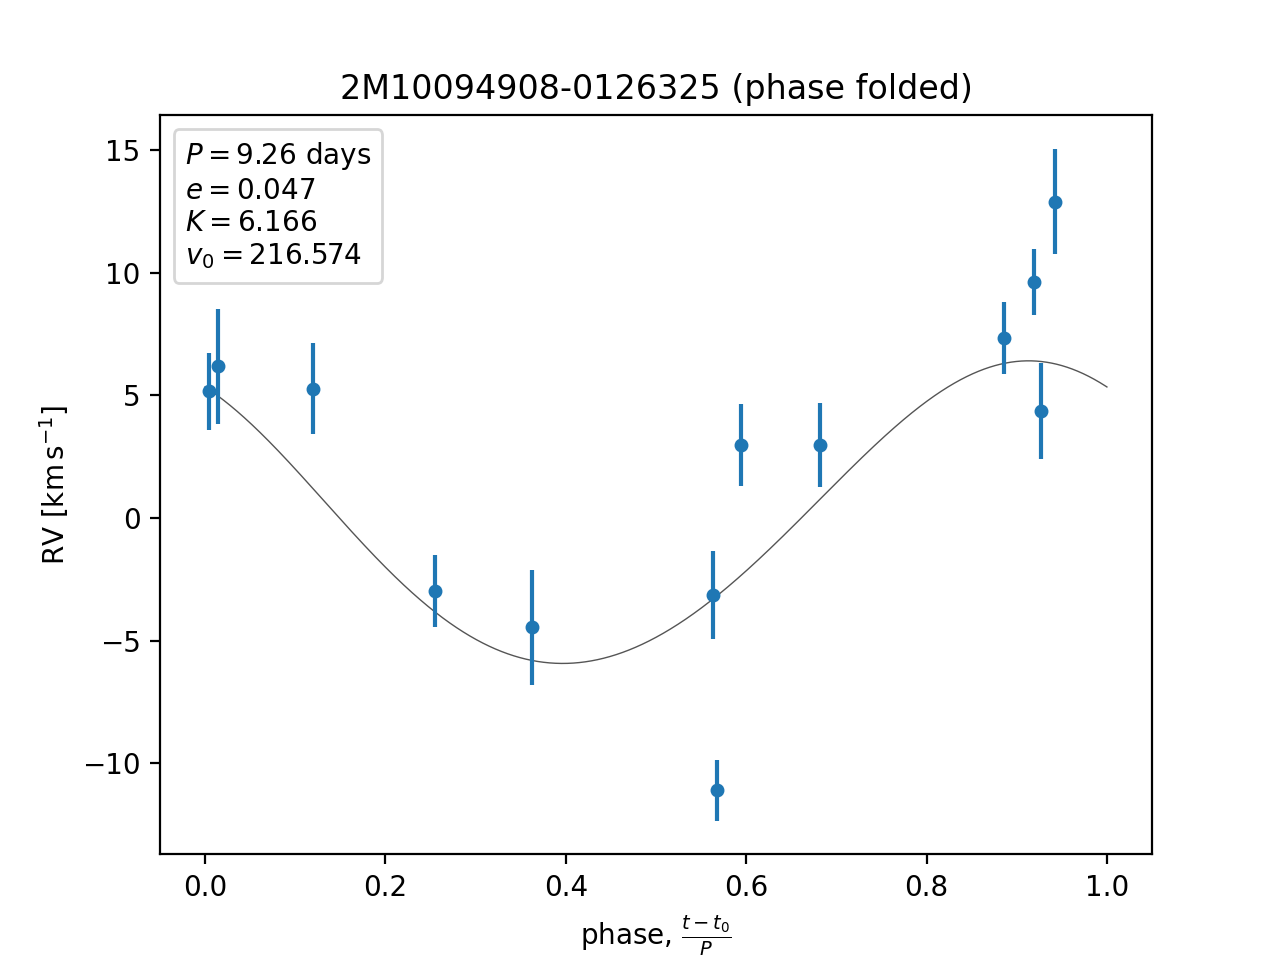 2M10094908-0126325 (phase folded)
P = 9.26 days
e = 0.047
K = 6.166
v₀ = 216.574
15
10
5
0
−5
−10
RV [km s⁻¹]
0.0 0.2 0.4 0.6 0.8 1.0
phase, (t − t₀)/P